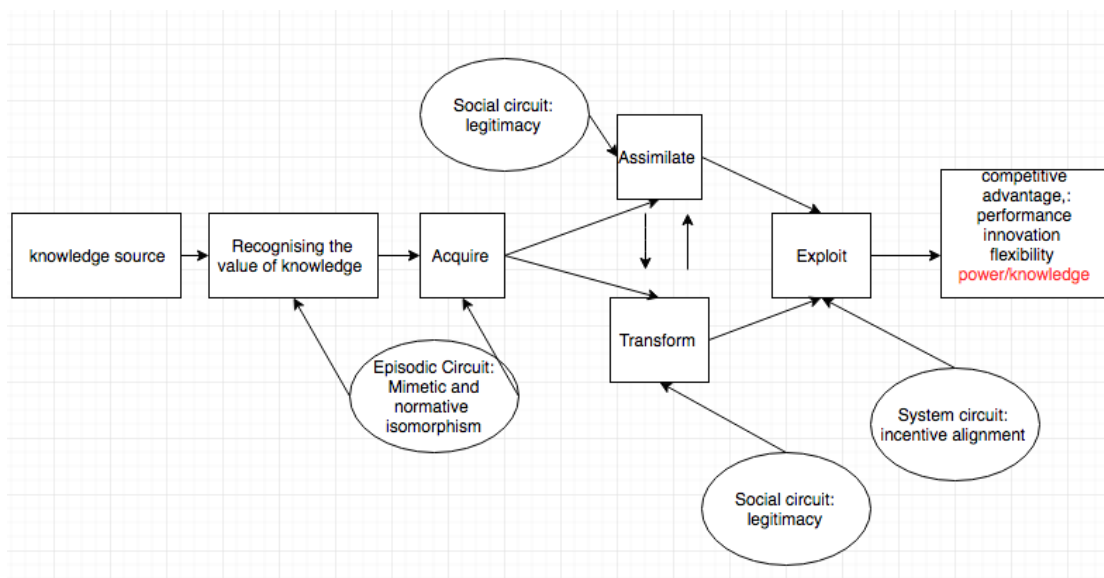 Social circuit:
legitimacy
Assimilate
competitive
advantage,:
performance
innovation
flexibility
power/knowledge
knowledge source
Recognising the
value of knowledge
Acquire
Exploit
Transform
Episodic Circuit:
Mimetic and
normative
isomorphism
System circuit:
incentive alignment
Social circuit:
legitimacy